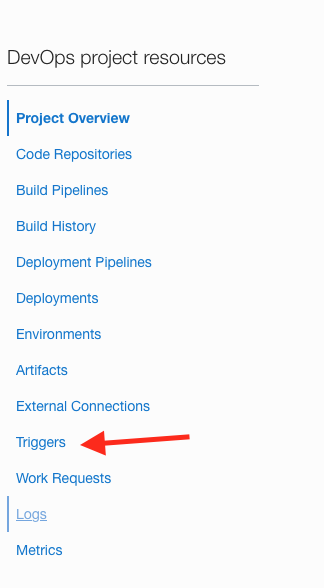 DevOps project resources
Project Overview
Code Repositories
Build Pipelines
Build History
Deployment Pipelines
Deployments
Environments
Artifacts
External Connections
Triggers
Work Requests
Logs
Metrics